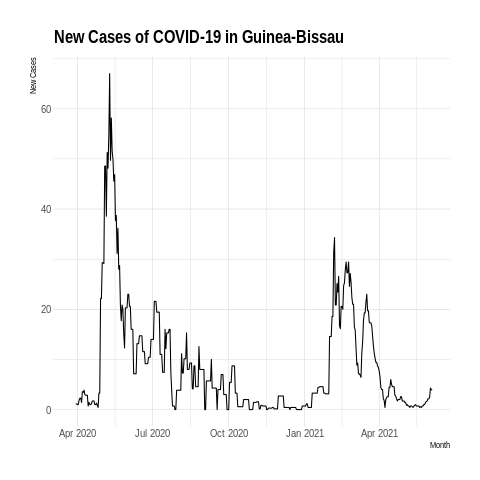 New Cases of COVID-19 in Guinea-Bissau
New Cases
60
40
20
0
Apr 2020 Jul 2020 Oct 2020 Jan 2021 Apr 2021
Month